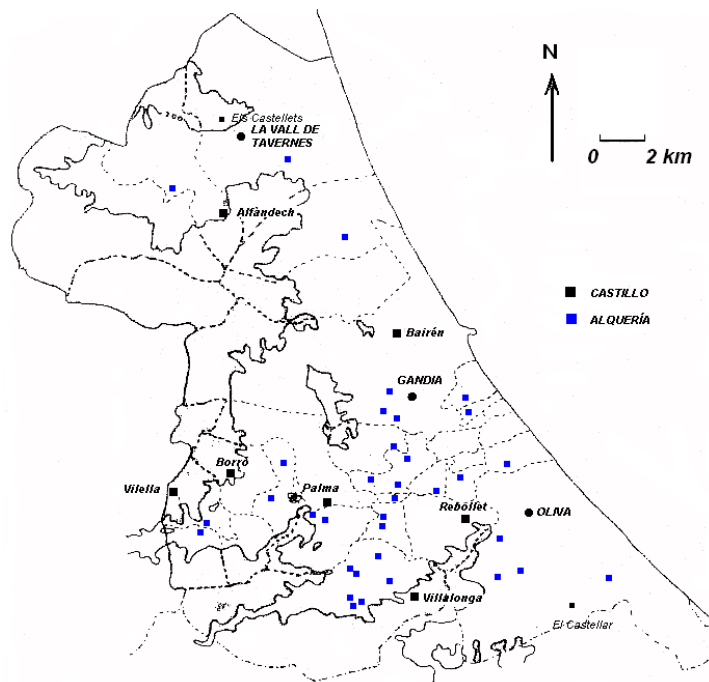 N
Els Castellets
LA VALL DE
TAVERNES
0 2 km
Alfàndech
CASTILLO
ALQUERÍA
Bairén
GANDIA
Borró
Vilella
Palma
Rebollet
OLIVA
Villalonga
El Castellar